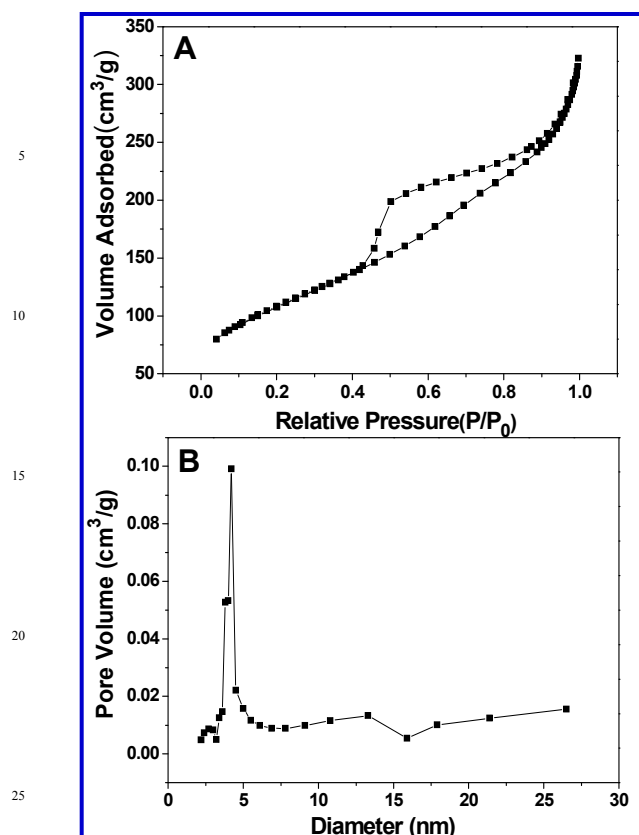 A
350
300
5
250
200
150
10
100
50
0.0 0.2 0.4 0.6 0.8 1.0
Volume Adsorbed(cm³/g)
Relative Pressure(P/P₀)
B
15
0.10
0.08
0.06
20
0.04
0.02
0.00
25
0 5 10 15 20 25 30
Pore Volume (cm³/g)
Diameter (nm)